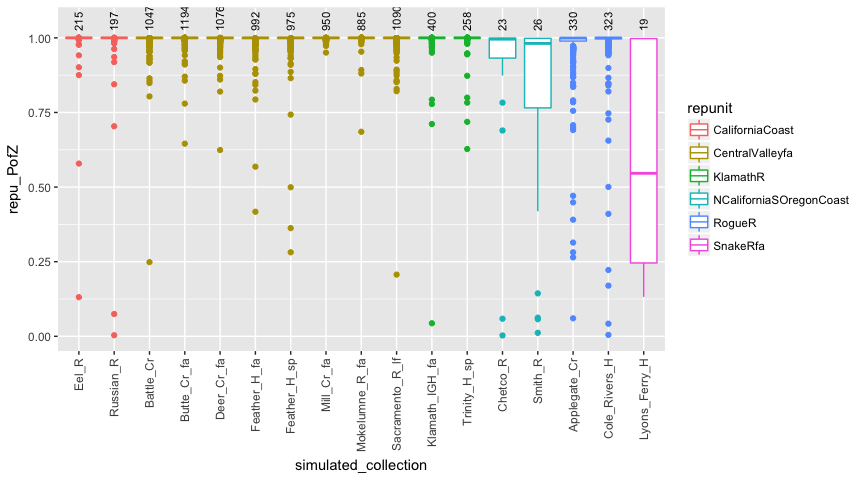 215 197 1047 1194 1076 992 975 950 885 1090 400 258 23 26 330 223 19
1.00
0.75
0.50
0.25
0.00
repu_PofZ
Eel_R Russian_R Battle_Cr Butte_Cr_fa Deer_Cr_fa Feather_H_fa Feather_H_sp Mill_Cr_fa Mokelumne_R_fa Sacramento_R_lf Klamath_IGH_fa Trinity_H_sp Chetco_R Smith_R Applegate_Cr Cole_Rivers_H Lyons_Ferry_H
simulated_collection
repunit
CaliforniaCoast
CentralValleyfa
KlamathR
NCaliforniaSOregonCoast
RogueR
SnakeRfa